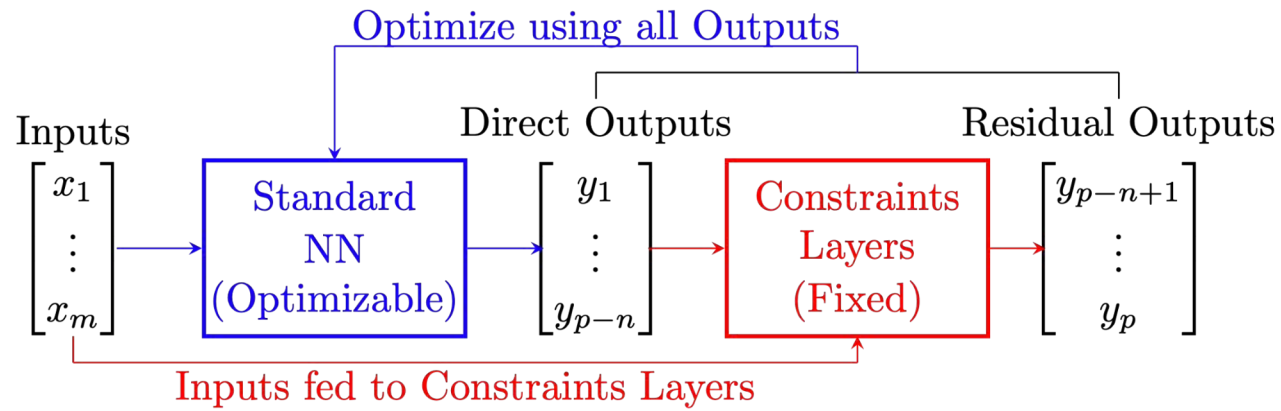 Optimize using all Outputs
Inputs
Direct Outputs
Residual Outputs
x₁
⋮
xₘ
Standard
NN
(Optimizable)
y₁
⋮
yₚ₋ₙ
Constraints
Layers
(Fixed)
yₚ₋ₙ₊₁
⋮
yₚ
Inputs fed to Constraints Layers